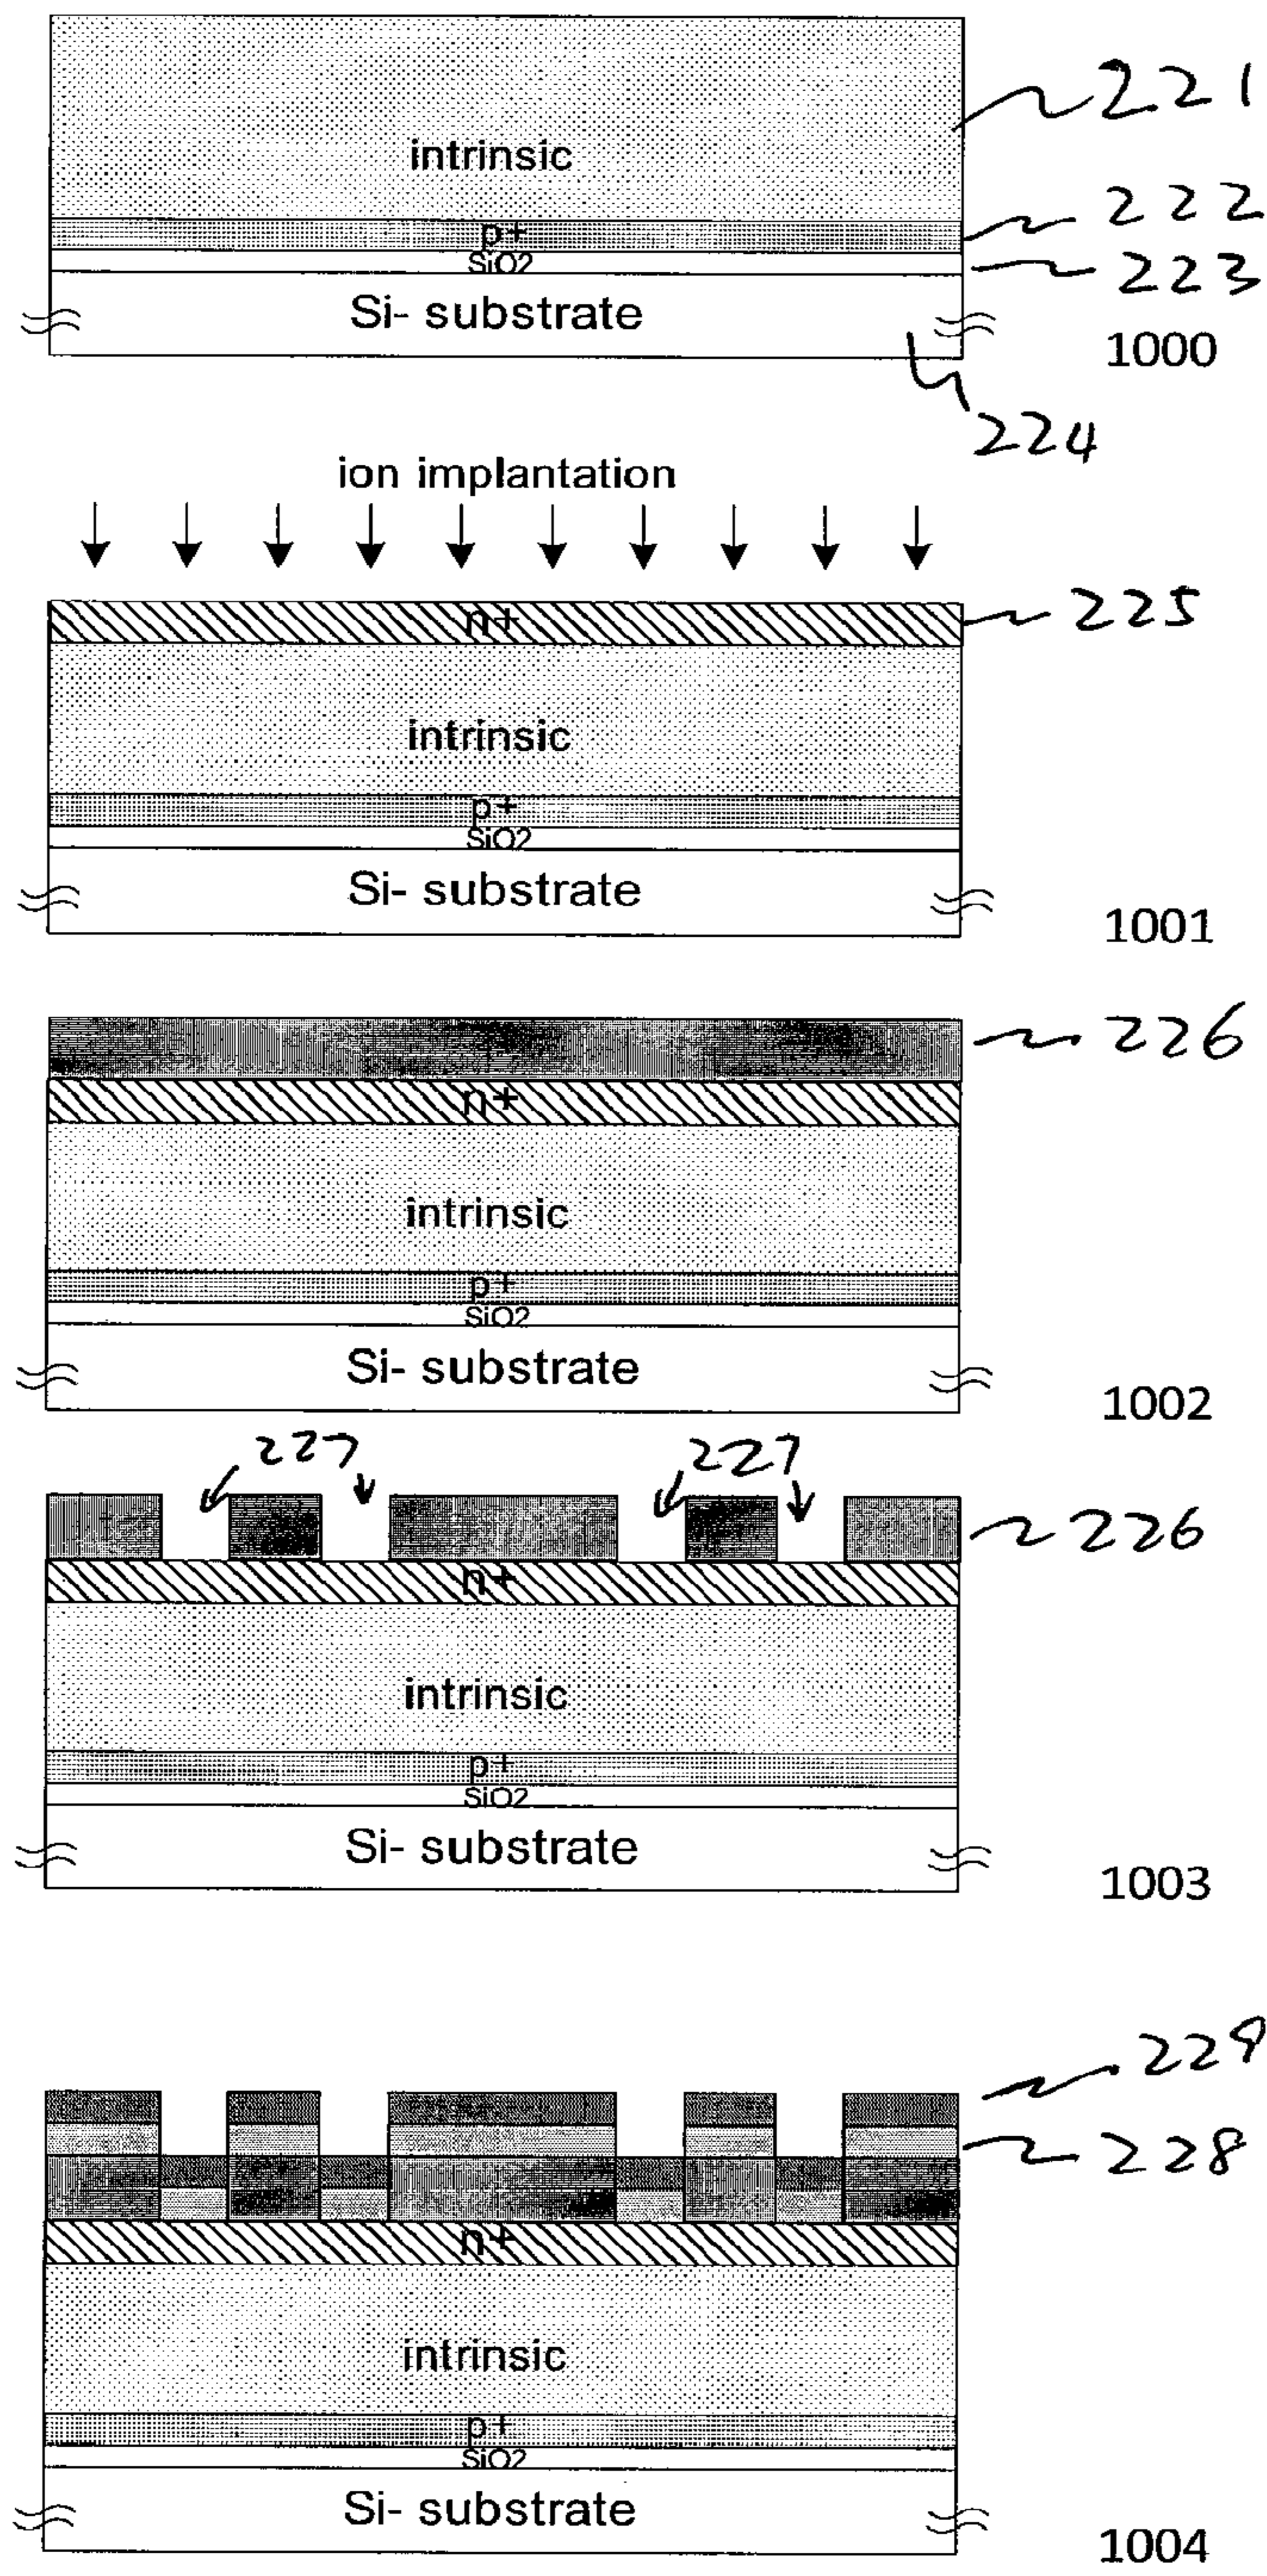 221
intrinsic
222
p+
SiO2
223
Si- substrate
1000
224
ion implantation
n+
225
intrinsic
p+
SiO2
Si- substrate
1001
226
n+
intrinsic
p+
SiO2
Si- substrate
1002
227 227
226
n+
intrinsic
p+
SiO2
Si- substrate
1003
229
228
n+
intrinsic
p+
SiO2
Si- substrate
1004